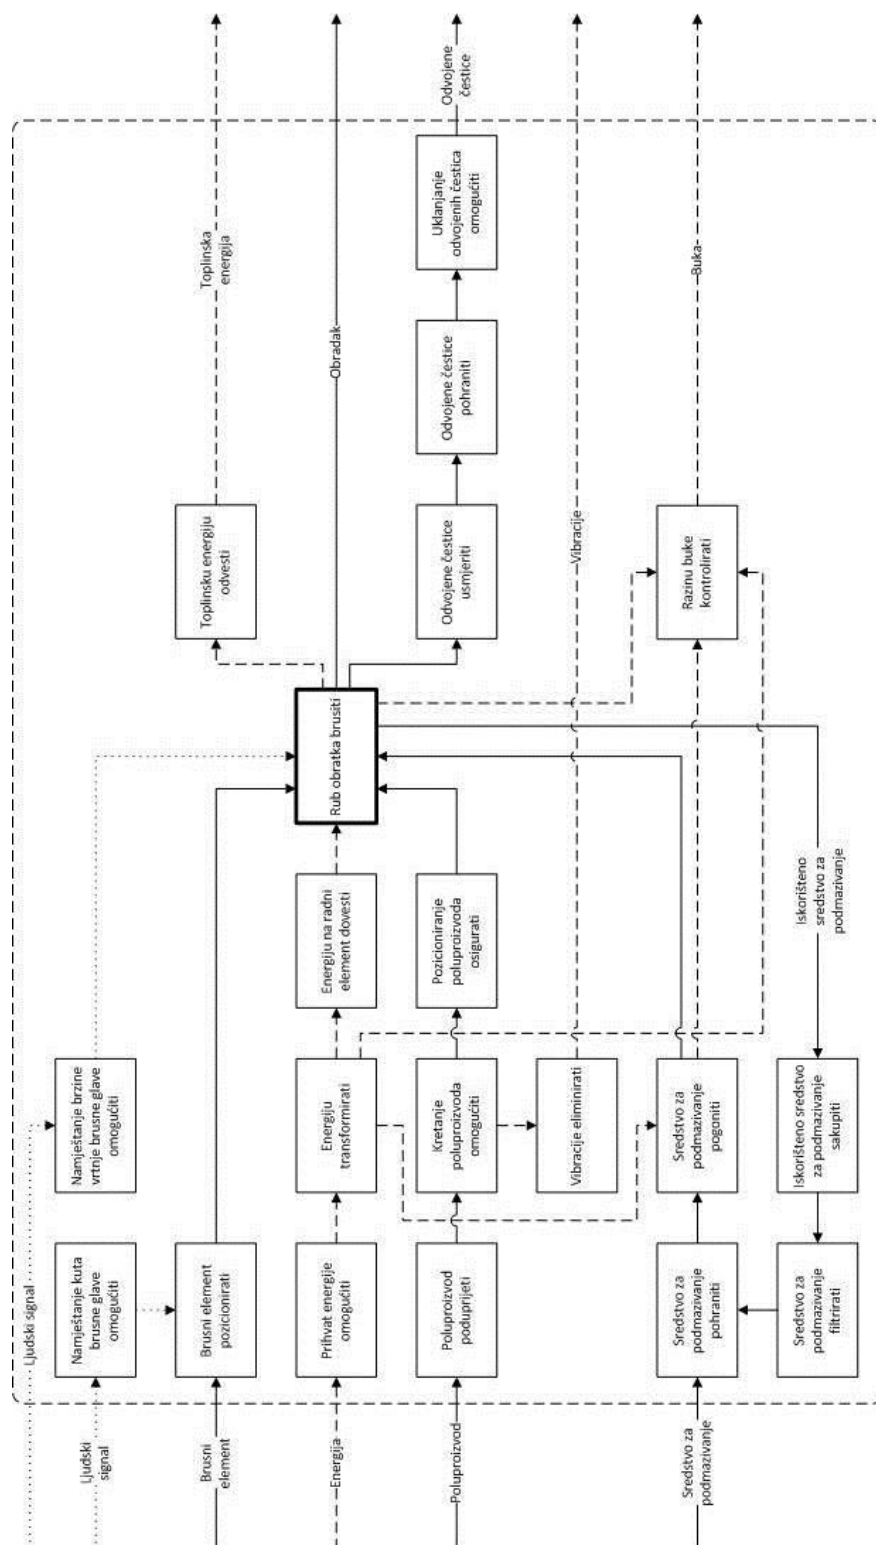 Ljudski signal
Ljudski
signal
Brusni
element
Energija
Poluproizvod
Sredstvo za
podmazivanje
Namještanje kuta
brusne glave
omogućiti
Brusni element
pozicionirati
Prihvat energije
omogućiti
Poluproizvod
poduprijeti
Sredstvo za
podmazivanje
pohraniti
Sredstvo za
podmazivanje
filtrirati
Namještanje brzine
vrtnje brusne glave
omogućiti
Energiju
transformirati
Kretanje
poluproizvoda
omogućiti
Vibracije eliminirati
Sredstvo za
podmazivanje
pogoniti
Iskorišteno sredstvo
za podmazivanje
sakupiti
Energiju na radni
element dovesti
Pozicioniranje
poluproizvoda
osigurati
Iskorišteno
sredstvo za
podmazivanje
Rub obratka brusiti
Toplinsku energiju
odvesti
Odvojene čestice
usmjeriti
Vibracije
Razinu buke
kontrolirati
Obradak
Odvojene čestice
pohraniti
Toplinska
energija
Uklanjanje
odvojenih čestica
omogućiti
Buka
Odvojene
čestice